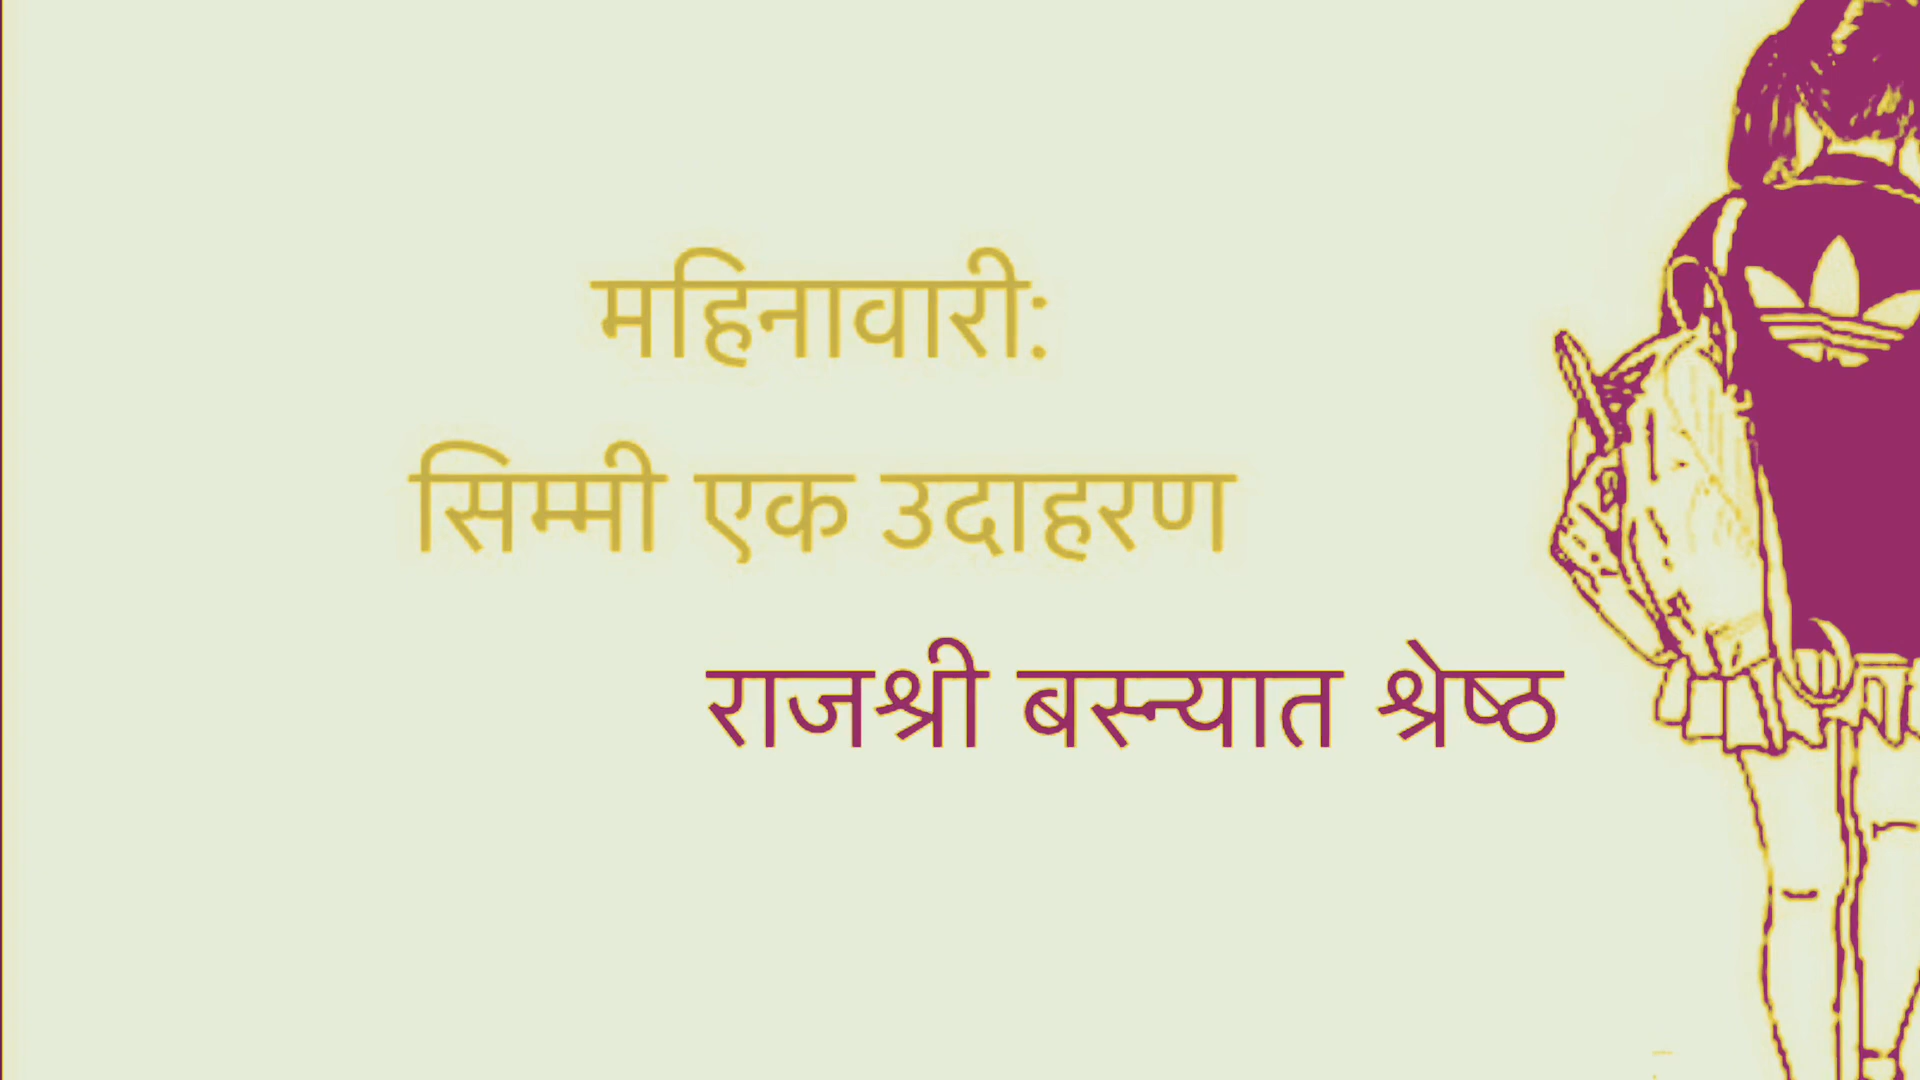 महिनावारी:
सिम्मी एक उदाहरण
राजश्री बस्न्यात श्रेष्ठ